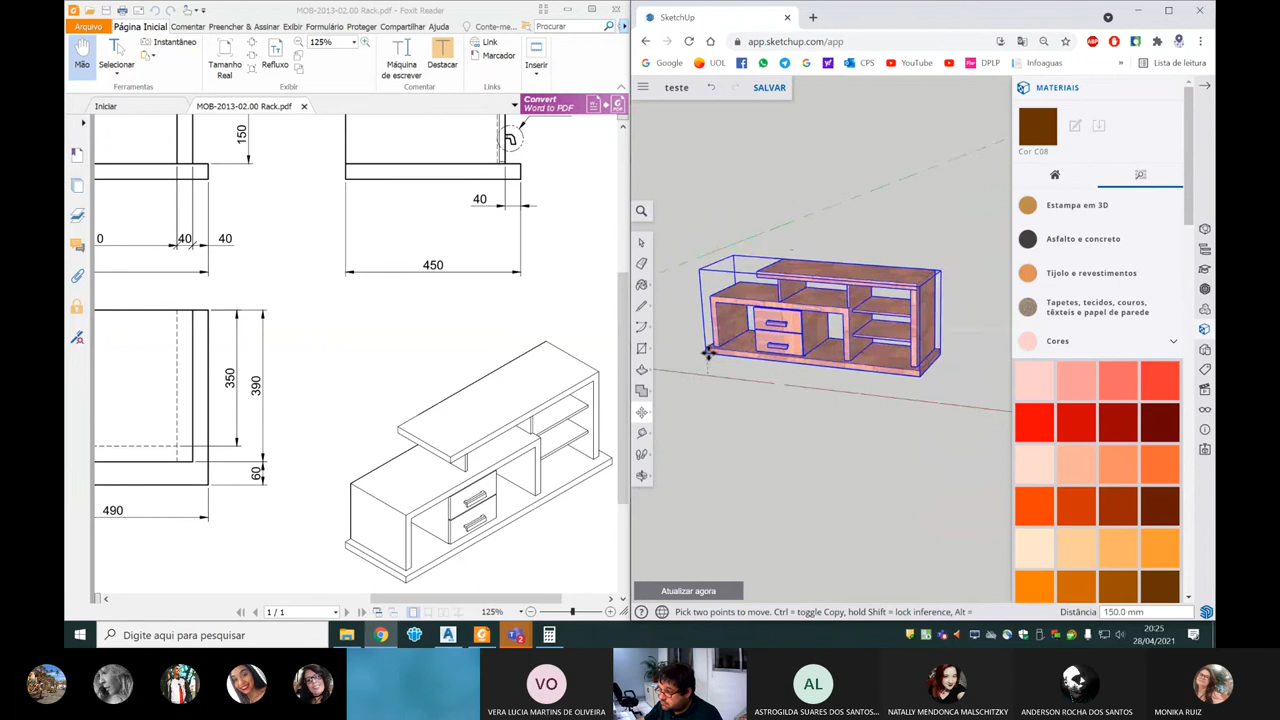 MOB-2013-02.00 Rack.pdf - Foxit Reader
Arquivo Página Inicial Comentar Preencher & Assinar Exibir Formulário Proteger Compartilhar Ajuda Conte-me... Procurar
Mão
Selecionar
Instantâneo
Ferramentas
Tamanho Real
Refluxo
125%
Exibir
Máquina de escrever
Destacar
Comentar
Link
Marcador
Links
Inserir
Iniciar
MOB-2013-02.00 Rack.pdf
Convert
Word to PDF
150
40
0
40
40
450
350
390
60
490
1 / 1
125%
SketchUp
app.sketchup.com/app
Google UOL CPS YouTube DPLP Infoaguas » Lista de leitura
teste
SALVAR
MATERIAIS
Cor C08
Estampa em 3D
Asfalto e concreto
Tijolo e revestimentos
Tapetes, tecidos, couros,
têxteis e papel de parede
Cores
Atualizar agora
Pick two points to move. Ctrl = toggle Copy, hold Shift = lock inference, Alt =
Distância
150.0 mm
Digite aqui para pesquisar
20:25
28/04/2021
VO
VERA LUCIA MARTINS DE OLIVEIRA
AL
ASTROGILDA SUARES DOS SANTOS...
NATALLY MENDONCA MALSCHITZKY
ANDERSON ROCHA DOS SANTOS
MONIKA RUIZ